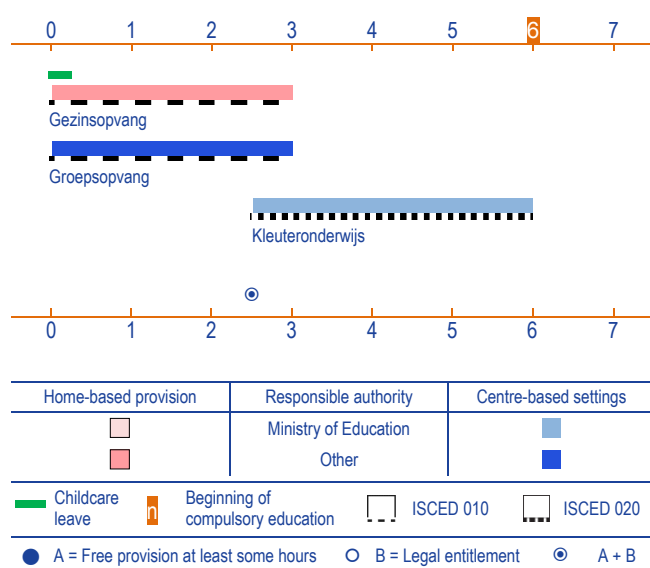 0 1 2 3 4 5 6 7
Gezinsopvang
Groepsopvang
Kleuteronderwijs
0 1 2 3 4 5 6 7
Home-based provision Responsible authority Centre-based settings
Ministry of Education
Other
Childcare leave
n Beginning of compulsory education
ISCED 010
ISCED 020
A = Free provision at least some hours B = Legal entitlement A + B